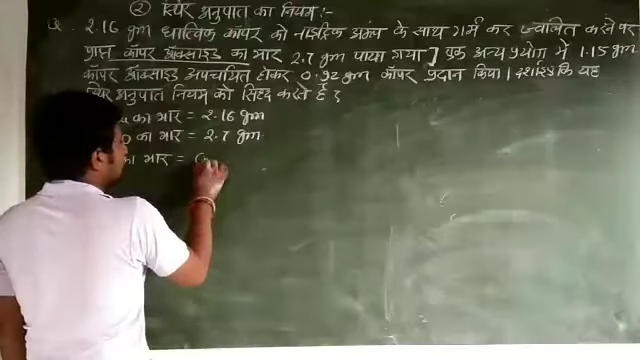 ② स्थिर अनुपात का नियम:-
Q. 2.16 gm धात्विक कॉपर को नाइट्रिक अम्ल के साथ गर्म कर ज्वलित करने पर
प्राप्त कॉपर ऑक्साइड का भार 2.7 gm पाया गया] एक अन्य प्रयोग में 1.15 gm
कॉपर ऑक्साइड अपचयित होकर 0.92 gm कॉपर प्रदान किया। दर्शाइए कि यह
स्थिर अनुपात नियम को सिद्ध करते हैं?
का भार = 2.16 gm
O का भार = 2.7 gm
का भार =